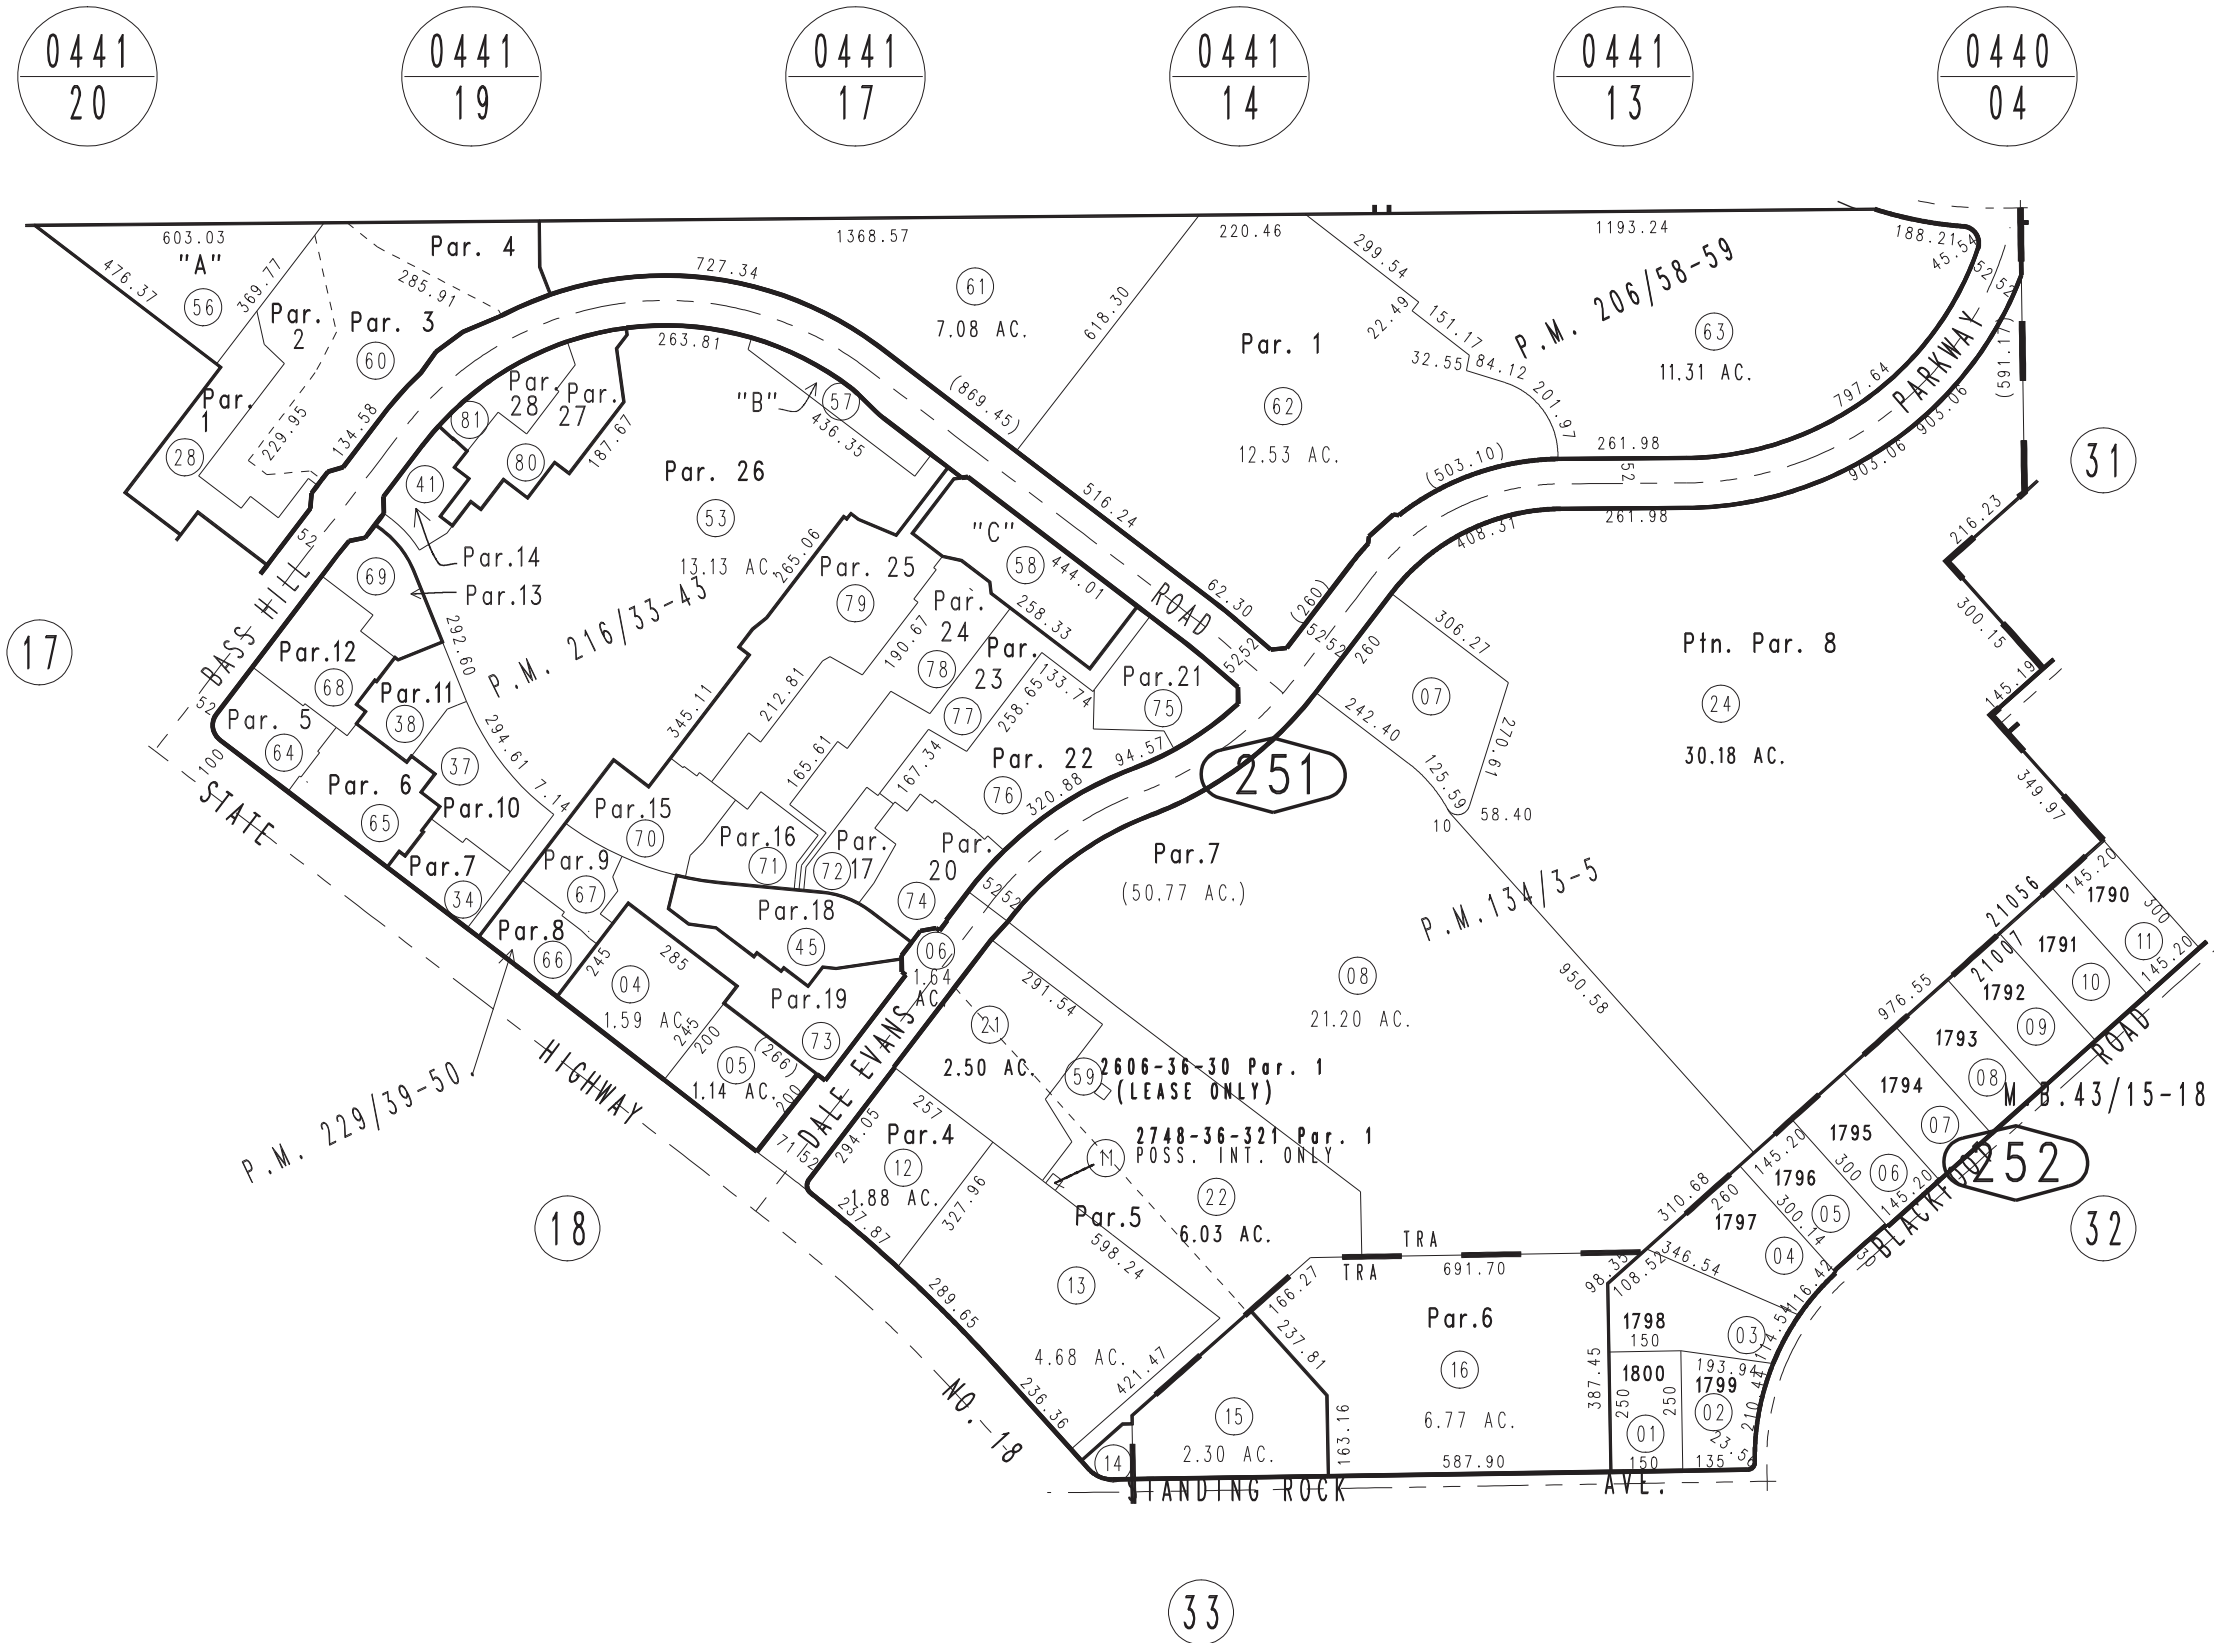 0441
20
0441
19
0441
17
0441
14
0441
13
0440
04
603.03
"A"
56
476.37
369.77
Par. 4
285.91
Par.
2
Par. 3
60
Par.
1
28
229.95
134.58
727.34
1368.57
61
7.08 AC.
618.30
220.46
299.54
22.49
151.17
32.55
84.12
201.97
Par. 1
62
12.53 AC.
1193.24
P.M. 206/58-59
63
11.31 AC.
188.21
45.54
52
52
797.64
PARKWAY
903.06
903.06
(591.17)
261.98
52
261.98
(503.10)
408.37
31
216.23
300.15
145.19
349.97
263.81
"B"
57
436.35
(869.45)
516.24
62.30
(260)
52
52
260
5252
ROAD
Par.
28
Par.
27
81
80
187.67
41
Par.14
Par.13
69
52
Par. 26
53
13.13 AC.
P.M. 216/33-43
265.06
Par. 25
79
"C"
58
444.01
258.33
Par.
24
78
190.67
Par.
23
77
258.65
133.74
Par.21
75
94.57
Par. 22
76
320.88
167.34
165.61
212.81
345.11
292.60
294.61
7.14
17
BASS HILL
52
100
STATE
Par.12
68
Par.11
38
Par. 5
64
37
Par. 6
65
Par.10
Par.7
34
Par.9
67
Par.8
66
Par.15
70
Par.16
71
Par.
17
72
Par.
20
74
5252
Par.18
45
06
1.64
AC.
Par.19
73
245
285
04
1.59 AC.
245
200
05
(266)
1.14 AC.
200
DALE EVANS
71
52
HIGHWAY
P.M. 229/39-50.
18
306.27
07
242.40
270.61
125.59
58.40
10
251
Ptn. Par. 8
24
30.18 AC.
Par.7
(50.77 AC.)
P.M.134/3-5
08
21.20 AC.
950.58
291.54
21
2.50 AC.
59
2606-36-30 Par. 1
(LEASE ONLY)
2748-36-321 Par. 1
POSS. INT. ONLY
22
6.03 AC.
294.05
257
Par.4
12
1.88 AC.
327.96
237.87
Par.5
598.24
13
4.68 AC.
289.65
236.36
421.47
NO. 18
14
166.27
237.81
15
2.30 AC.
163.16
TRA
TRA
691.70
Par.6
16
6.77 AC.
587.90
387.45
STANDING ROCK
AVE.
33
976.55
21056
21007
145.20
1790
300
11
145.20
1791
10
1792
09
1793
08
1794
07
1795
06
300
145.20
145.20
1796
05
300.14
310.68
260
1797
04
98.35
108.52
346.54
116.42
50
1798
150
03
174.54
193.94
1800
250
250
01
150
1799
02
210.44
135
BLACKFOOT
ROAD
M.B.43/15-18
252
32